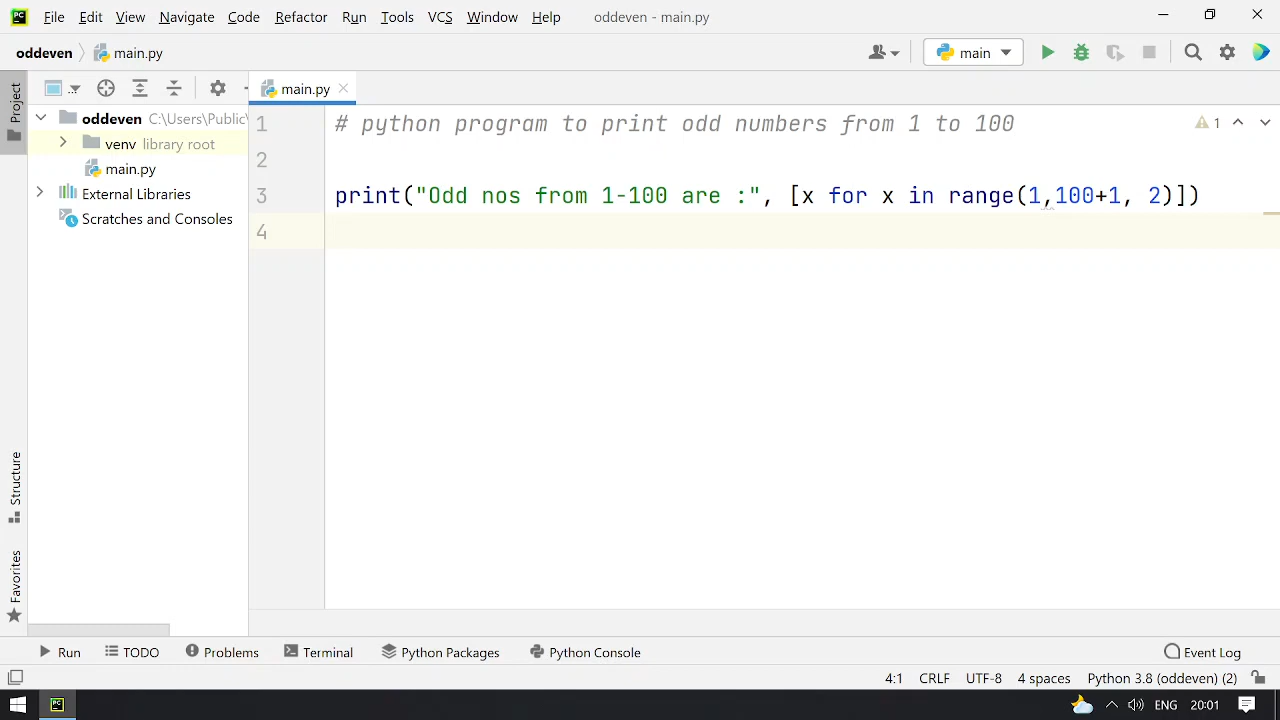 File Edit View Navigate Code Refactor Run Tools VCS Window Help oddeven - main.py
oddeven main.py main
Project
main.py
oddeven C:\Users\Public\
venv library root
main.py
External Libraries
Scratches and Consoles
1 # python program to print odd numbers from 1 to 100
1
2
3 print("Odd nos from 1-100 are :", [x for x in range(1,100+1, 2)])
4
Structure
Favorites
Run TODO Problems Terminal Python Packages Python Console Event Log
4:1 CRLF UTF-8 4 spaces Python 3.8 (oddeven) (2)
PC ENG 20:01